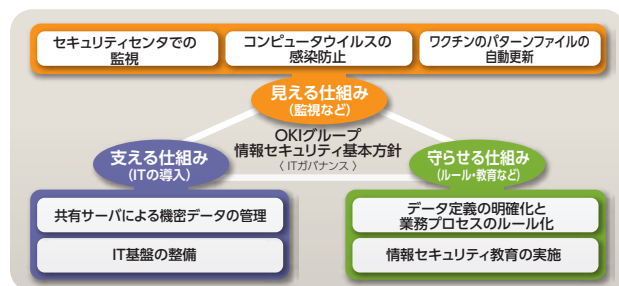 セキュリティセンタでの
監視
コンピュータウイルスの
感染防止
ワクチンのパターンファイルの
自動更新
見える仕組み
(監視など)
OKIグループ
情報セキュリティ基本方針
〈 ITガバナンス 〉
支える仕組み
(ITの導入)
守らせる仕組み
(ルール・教育など)
共有サーバによる機密データの管理
IT基盤の整備
データ定義の明確化と
業務プロセスのルール化
情報セキュリティ教育の実施